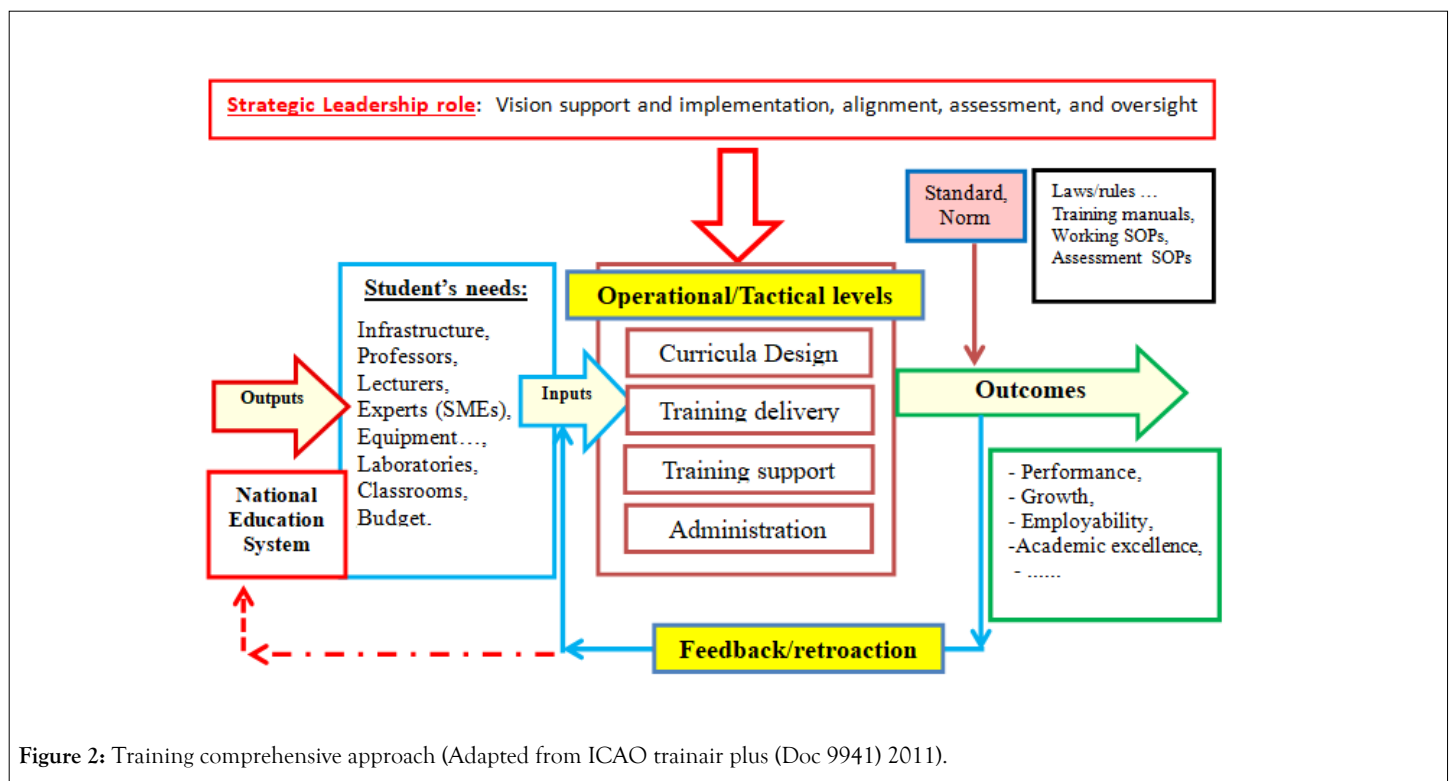 Strategic Leadership role: Vision support and implementation, alignment, assessment, and oversight
Standard,
Norm
Laws/rules ...
Training manuals,
Working SOPs,
Assessment SOPs
Student's needs:
Infrastructure,
Professors,
Lecturers,
Experts (SMEs),
Equipment…,
Laboratories,
Classrooms,
Budget.
Outputs
National
Education
System
Inputs
Operational/Tactical levels
Curricula Design
Training delivery
Training support
Administration
Outcomes
- Performance,
- Growth,
- Employability,
-Academic excellence,
- ......
Feedback/retroaction
Figure 2: Training comprehensive approach (Adapted from ICAO trainair plus (Doc 9941) 2011).